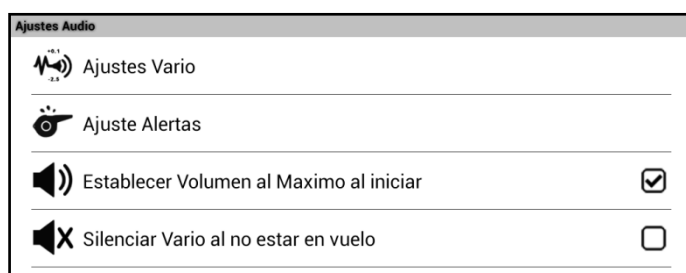 Ajustes Audio
+0.1
-2.5
Ajustes Vario
Ajuste Alertas
Establecer Volumen al Maximo al iniciar
Silenciar Vario al no estar en vuelo